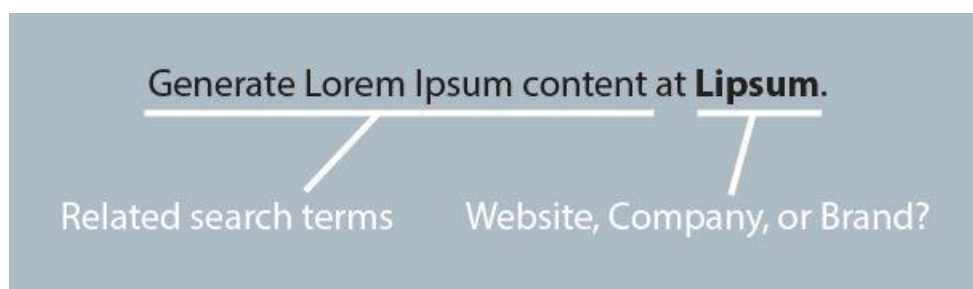 Generate Lorem Ipsum content at Lipsum.
Related search terms
Website, Company, or Brand?